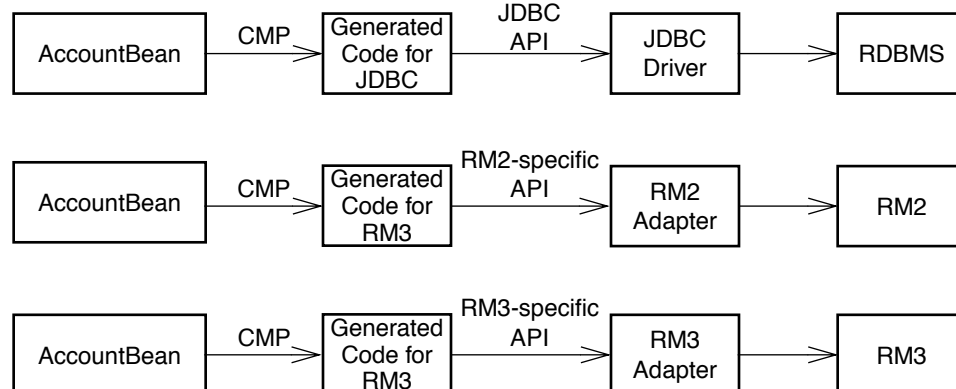 AccountBean
CMP
Generated
Code for
JDBC
JDBC
API
JDBC
Driver
RDBMS
AccountBean
CMP
Generated
Code for
RM3
RM2-specific
API
RM2
Adapter
RM2
AccountBean
CMP
Generated
Code for
RM3
RM3-specific
API
RM3
Adapter
RM3